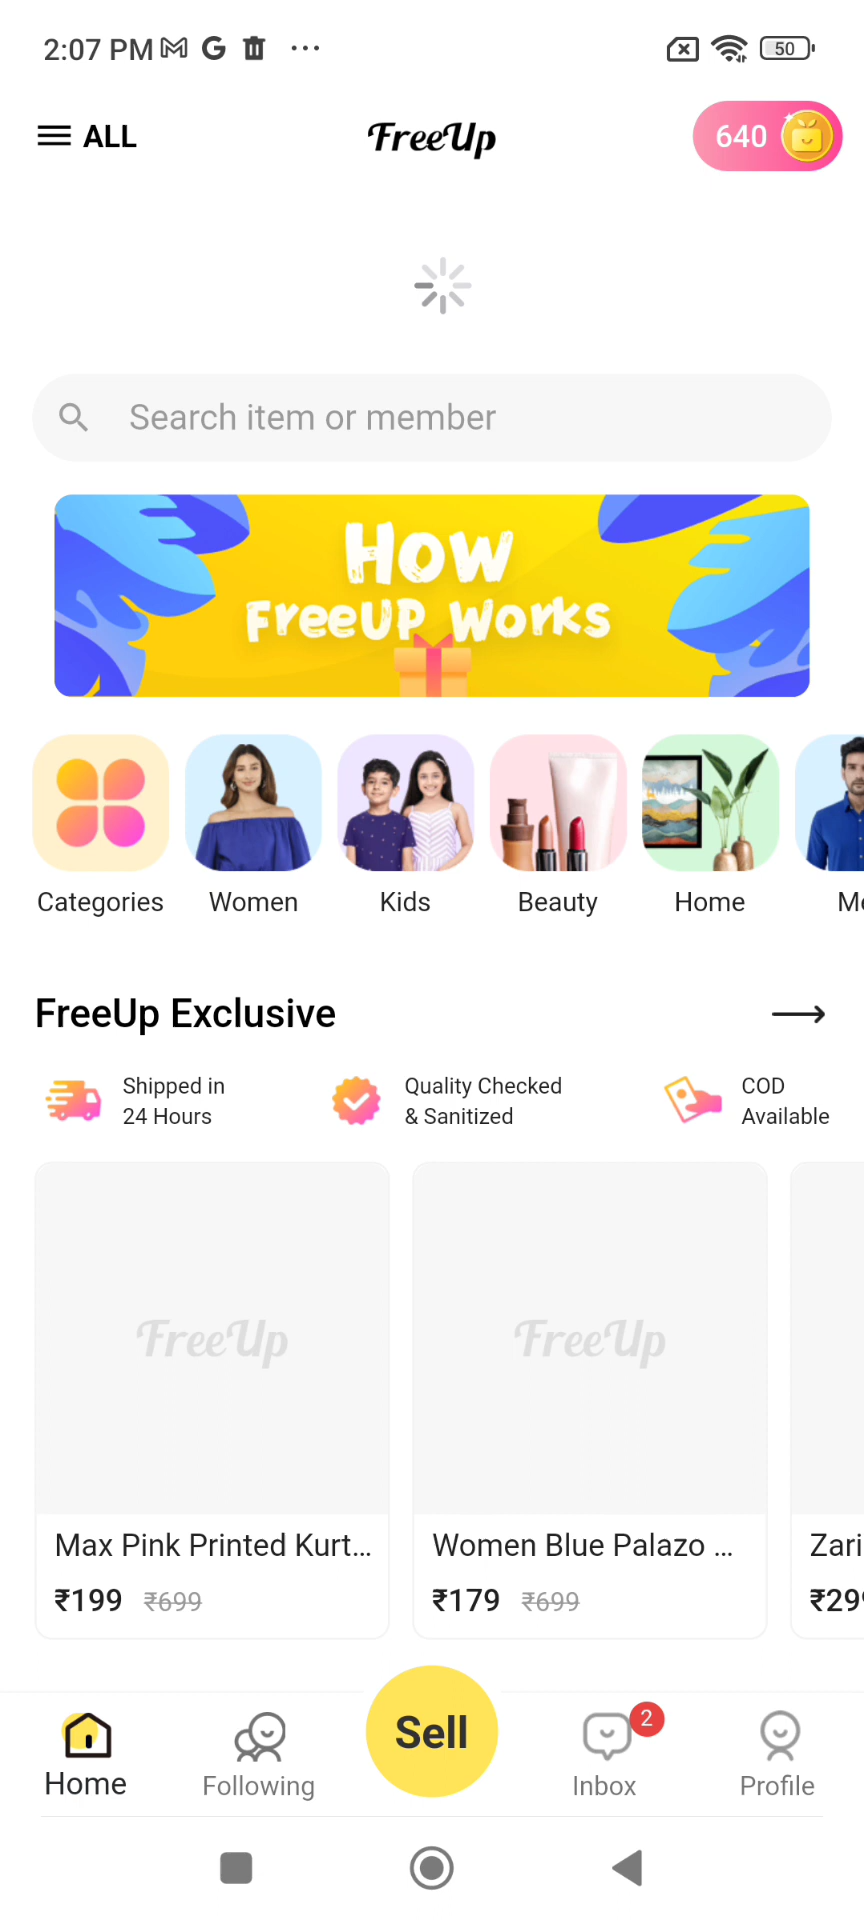 2:07 PM
50
ALL
FreeUp
640
Search item or member
How
FreeUP Works
Categories
Women
Kids
Beauty
Home
FreeUp Exclusive
Shipped in
24 Hours
Quality Checked
& Sanitized
COD
Available
FreeUp
FreeUp
Max Pink Printed Kurt...
Women Blue Palazo ...
Zari
₹199 ₹699
₹179 ₹699
₹29
Home
Following
Sell
Inbox
2
Profile